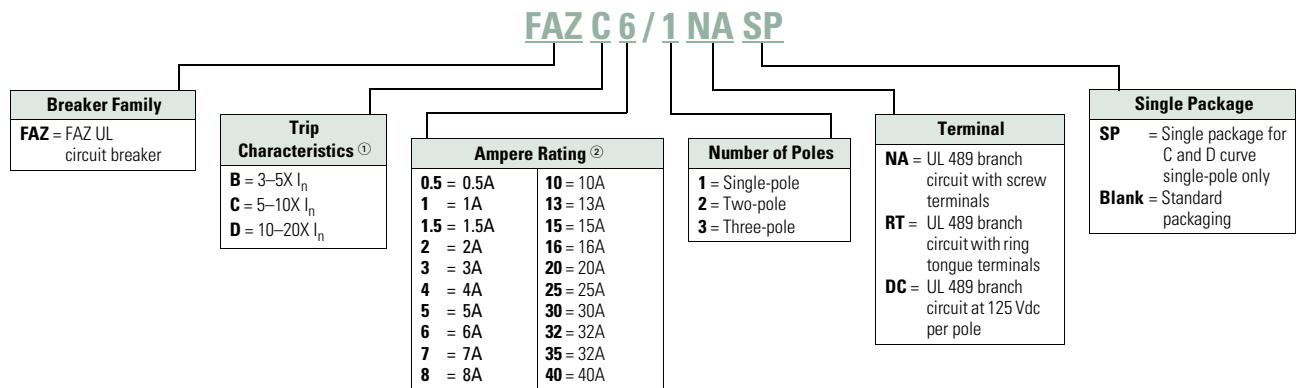 FAZ C 6 / 1 NA SP
Breaker Family
FAZ = FAZ UL
circuit breaker
Trip
Characteristics ①
B = 3–5X In
C = 5–10X In
D = 10–20X In
Ampere Rating ②
0.5 = 0.5A
1 = 1A
1.5 = 1.5A
2 = 2A
3 = 3A
4 = 4A
5 = 5A
6 = 6A
7 = 7A
8 = 8A
10 = 10A
13 = 13A
15 = 15A
16 = 16A
20 = 20A
25 = 25A
30 = 30A
32 = 32A
35 = 32A
40 = 40A
Number of Poles
1 = Single-pole
2 = Two-pole
3 = Three-pole
Terminal
NA = UL 489 branch
circuit with screw
terminals
RT = UL 489 branch
circuit with ring
tongue terminals
DC = UL 489 branch
circuit at 125 Vdc
per pole
Single Package
SP = Single package for
C and D curve
single-pole only
Blank = Standard
packaging